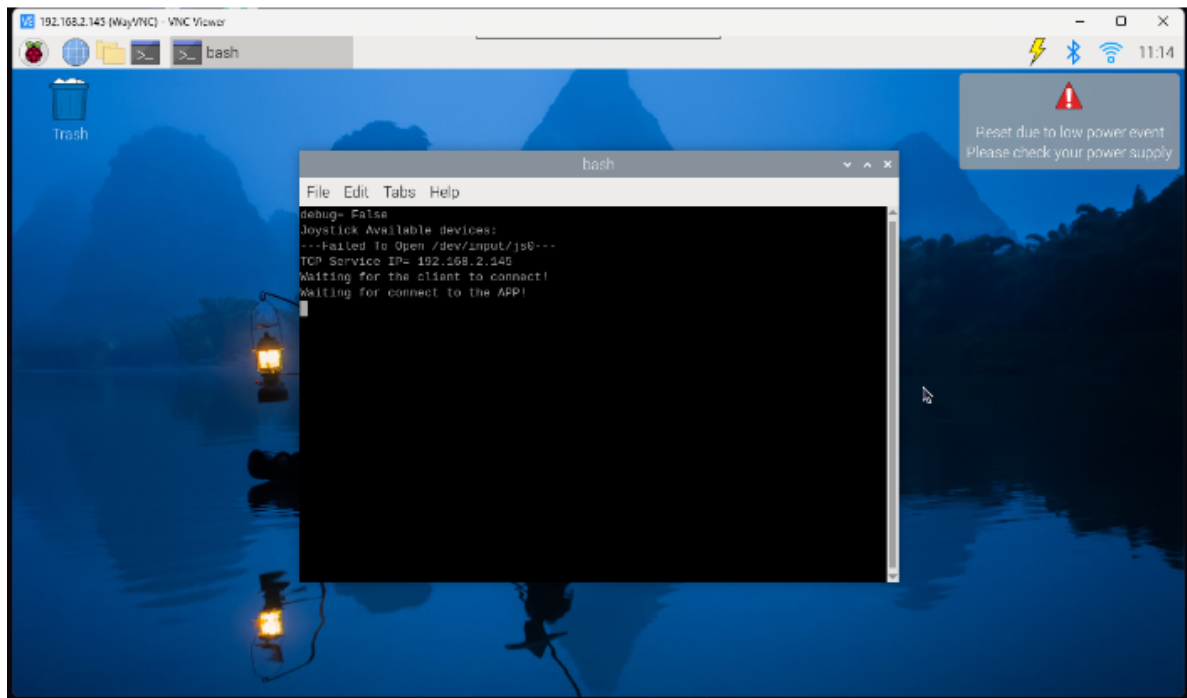 192.168.2.145 (WayVNC) - VNC Viewer
bash
11:14
Trash
Reset due to low power event
Please check your power supply
bash
File Edit Tabs Help
debug= False
Joystick Available devices:
---Failed To Open /dev/input/js0---
TCP Service IP= 192.168.2.145
Waiting for the client to connect!
Waiting for connect to the APP!